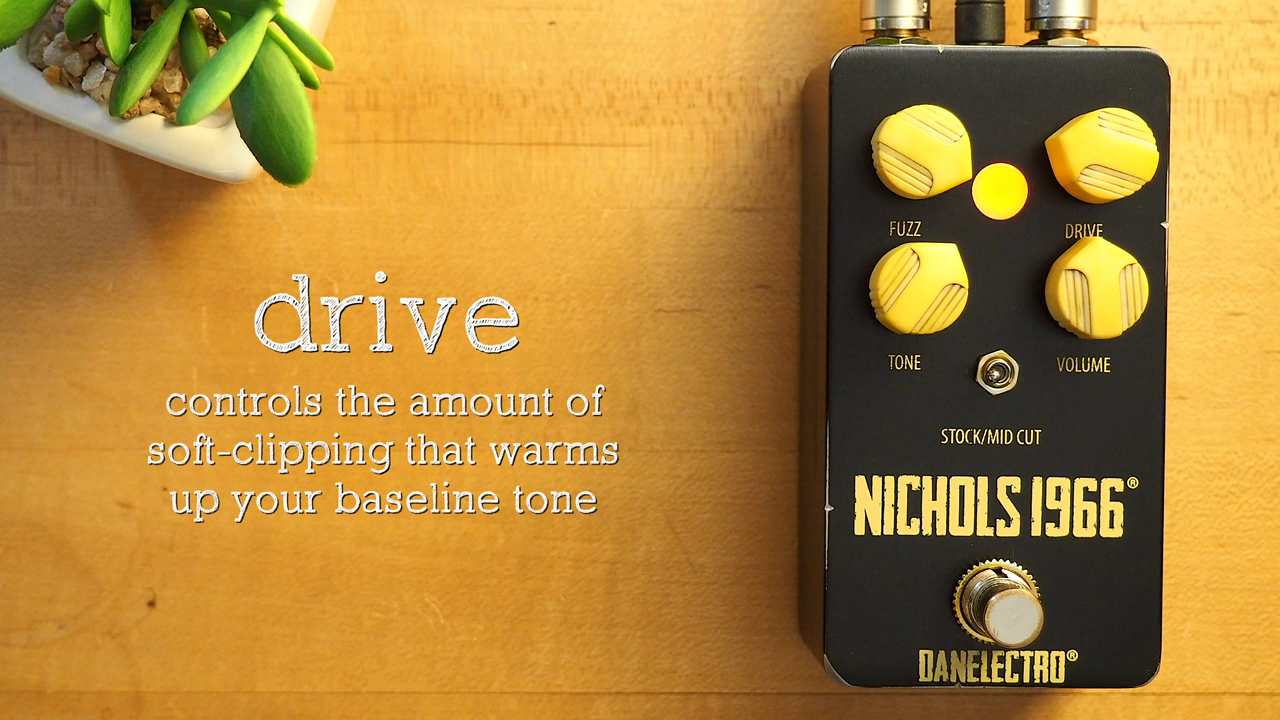 drive
controls the amount of
soft-clipping that warms
up your baseline tone
FUZZ
DRIVE
TONE
VOLUME
STOCK/MID CUT
NICHOLS 1966®
DANELECTRO®